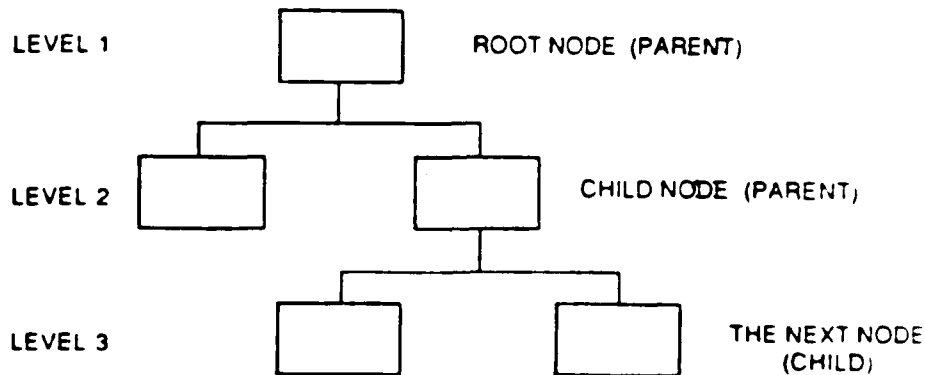 LEVEL 1
ROOT NODE (PARENT)
LEVEL 2
CHILD NODE (PARENT)
LEVEL 3
THE NEXT NODE
(CHILD)